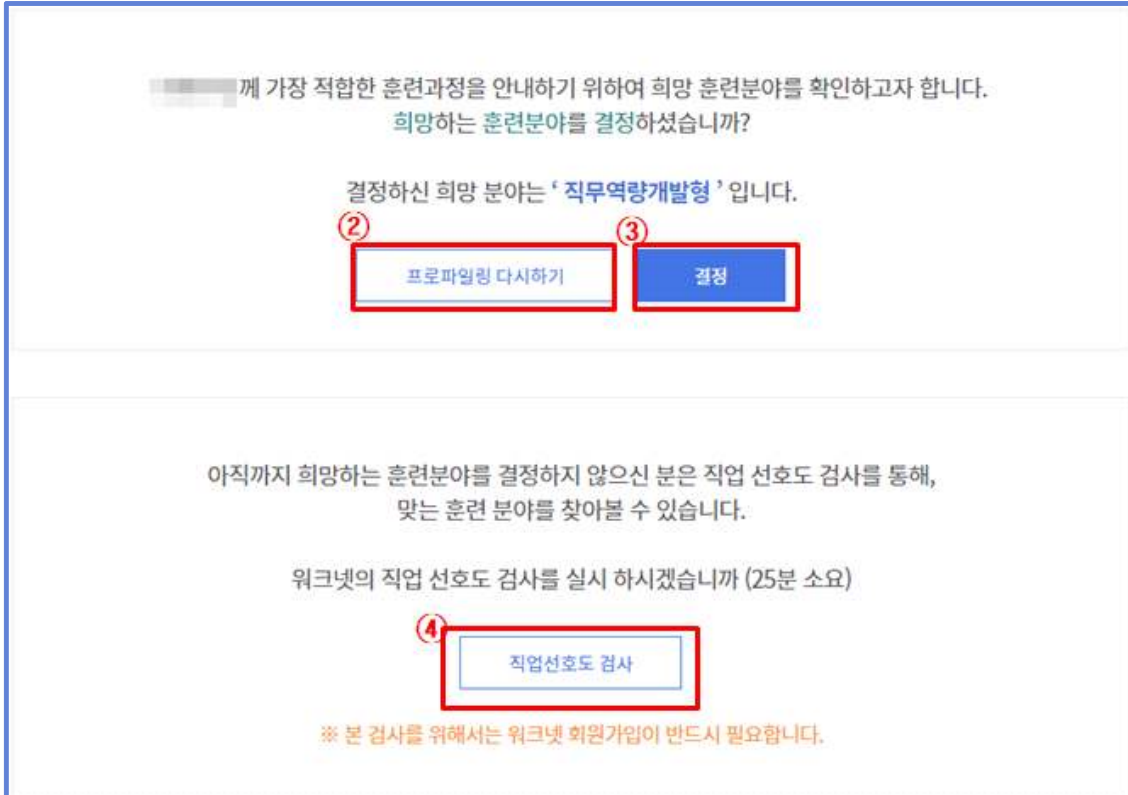 께 가장 적합한 훈련과정을 안내하기 위하여 희망 훈련분야를 확인하고자 합니다.
희망하는 훈련분야를 결정하셨습니까?
결정하신 희망 분야는 ‘ 직무역량개발형 ’ 입니다.
② ③
프로파일링 다시하기 결정
아직까지 희망하는 훈련분야를 결정하지 않으신 분은 직업 선호도 검사를 통해,
맞는 훈련 분야를 찾아볼 수 있습니다.
워크넷의 직업 선호도 검사를 실시 하시겠습니까 (25분 소요)
④
직업선호도 검사
※ 본 검사를 위해서는 워크넷 회원가입이 반드시 필요합니다.